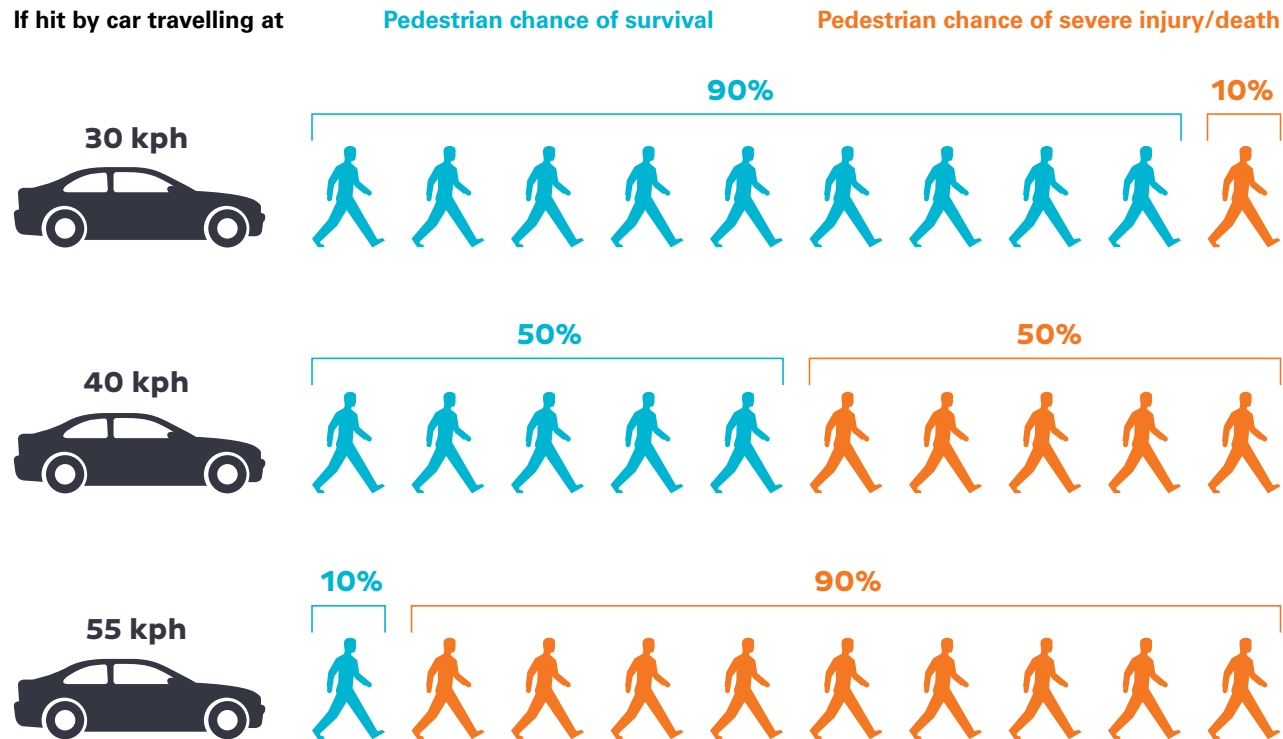 If hit by car travelling at
Pedestrian chance of survival
Pedestrian chance of severe injury/death
30 kph
90%
10%
40 kph
50%
50%
55 kph
10%
90%